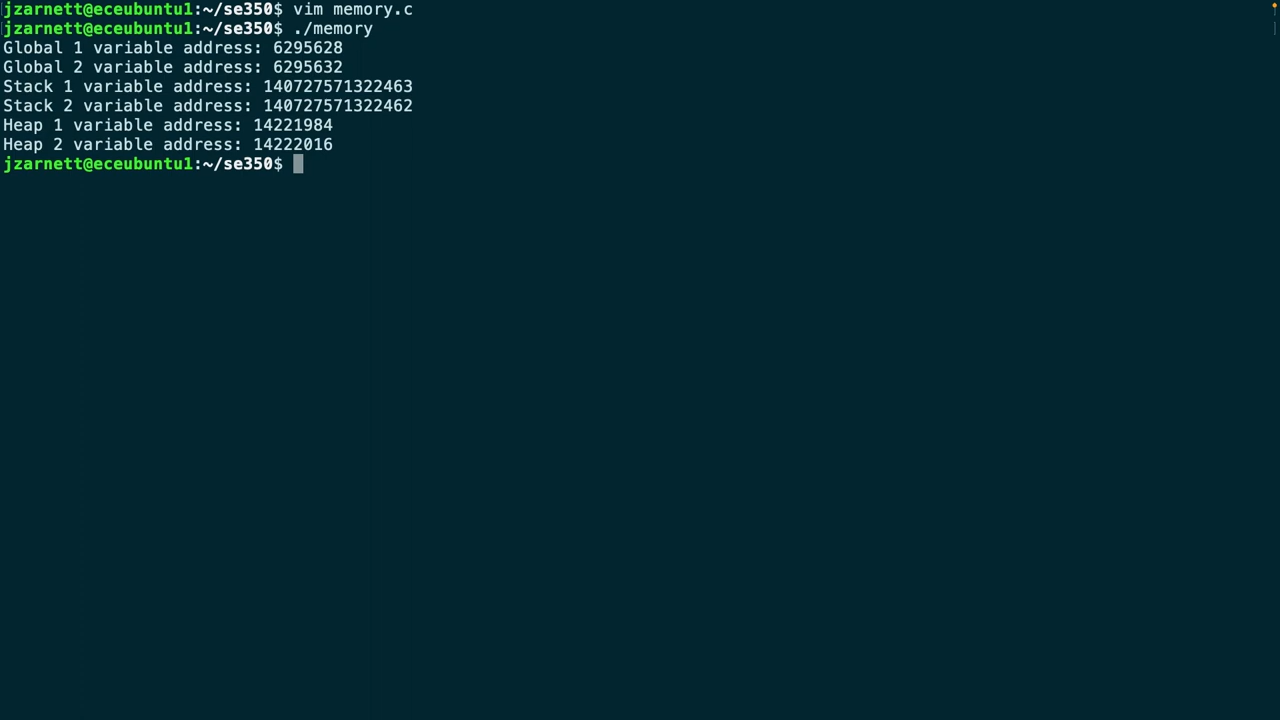 jzarnett@eceubuntu1:~/se350$ vim memory.c
jzarnett@eceubuntu1:~/se350$ ./memory
Global 1 variable address: 6295628
Global 2 variable address: 6295632
Stack 1 variable address: 140727571322463
Stack 2 variable address: 140727571322462
Heap 1 variable address: 14221984
Heap 2 variable address: 14222016
jzarnett@eceubuntu1:~/se350$